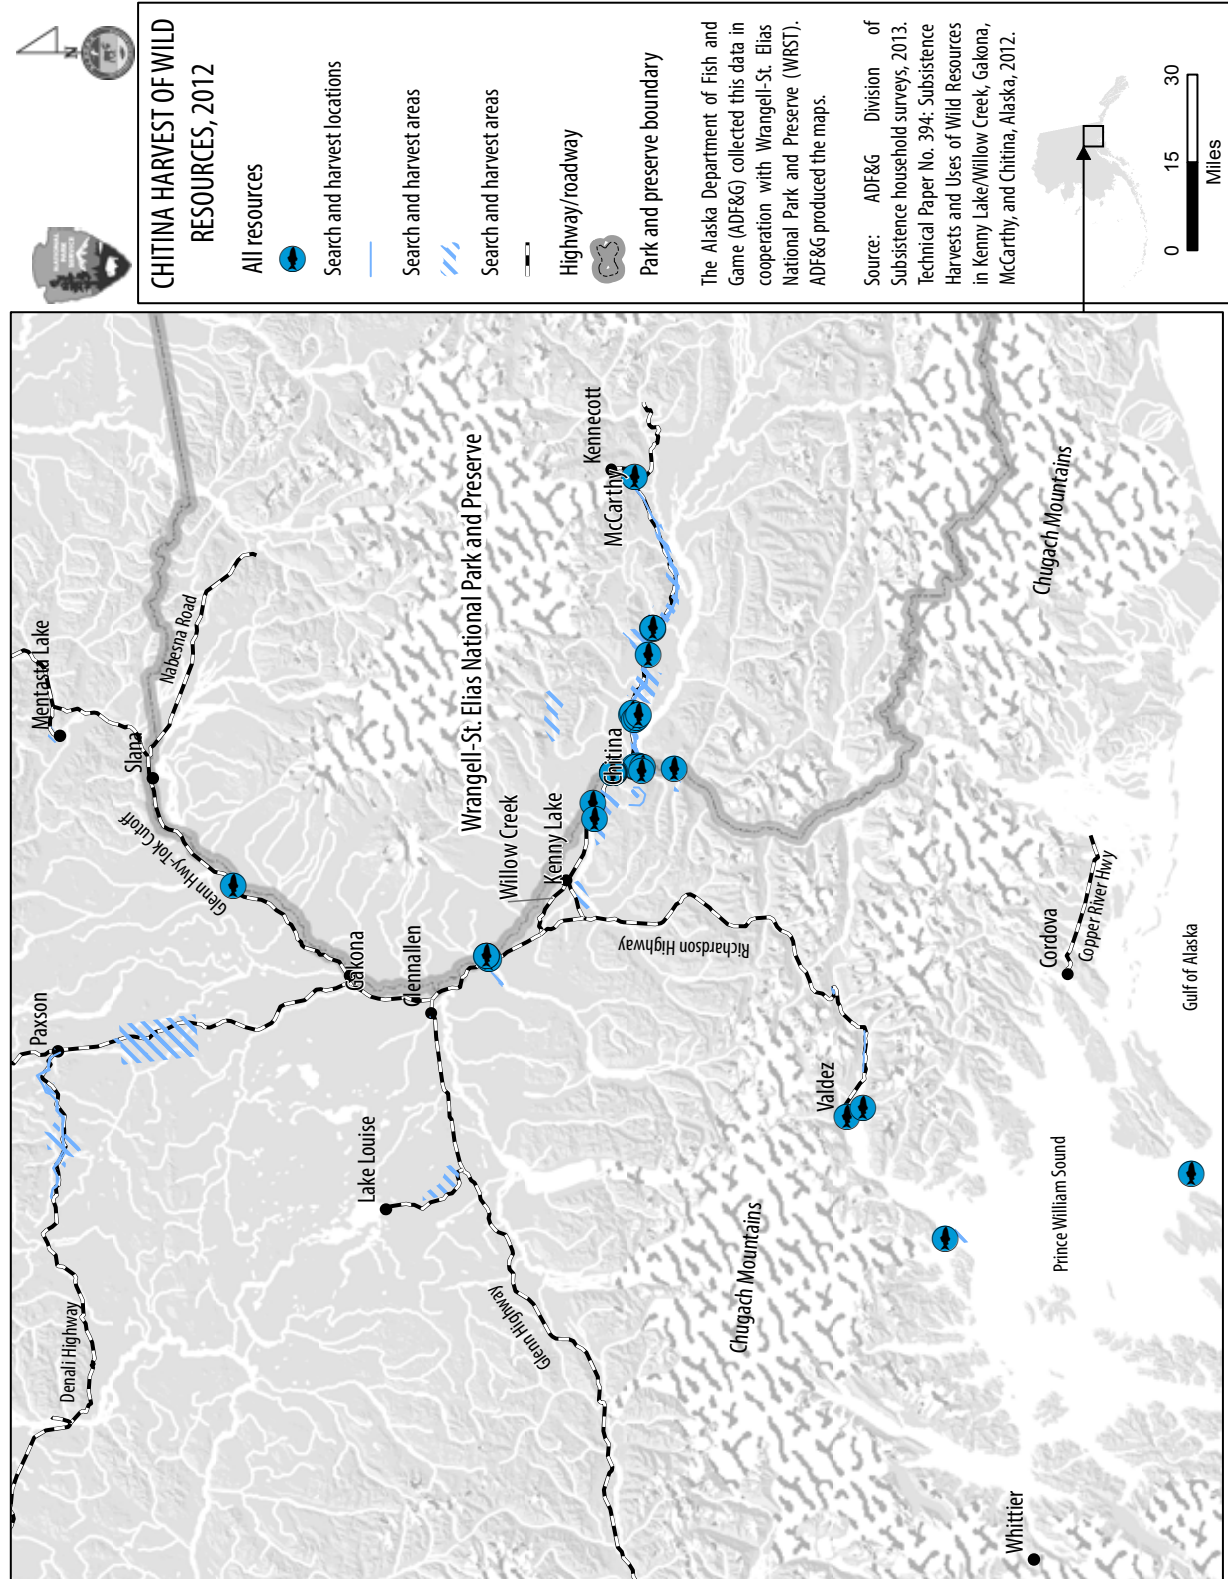 CHITINA HARVEST OF WILD
RESOURCES, 2012
All resources
Search and harvest locations
Search and harvest areas
Search and harvest areas
Highway/roadway
Park and preserve boundary
The Alaska Department of Fish and
Game (ADF&G) collected this data in
cooperation with Wrangell-St. Elias
National Park and Preserve (WRST).
ADF&G produced the maps.
Source: ADF&G Division of
Subsistence household surveys, 2013.
Technical Paper No. 394: Subsistence
Harvests and Uses of Wild Resources
in Kenny Lake/Willow Creek, Gakona,
McCarthy, and Chitina, Alaska, 2012.
0 15 30
Miles
N
NATIONAL
PARK
SERVICE
Mentasta Lake
Slana
Nabesna Road
Glenn Hwy-Tok Cutoff
Paxson
Denali Highway
Gakona
Glennallen
Lake Louise
Glenn Highway
Wrangell-St. Elias National Park and Preserve
Willow Creek
Kenny Lake
Chitina
McCarthy
Kennecott
Richardson Highway
Valdez
Chugach Mountains
Chugach Mountains
Cordova
Copper River Hwy
Prince William Sound
Gulf of Alaska
Whittier